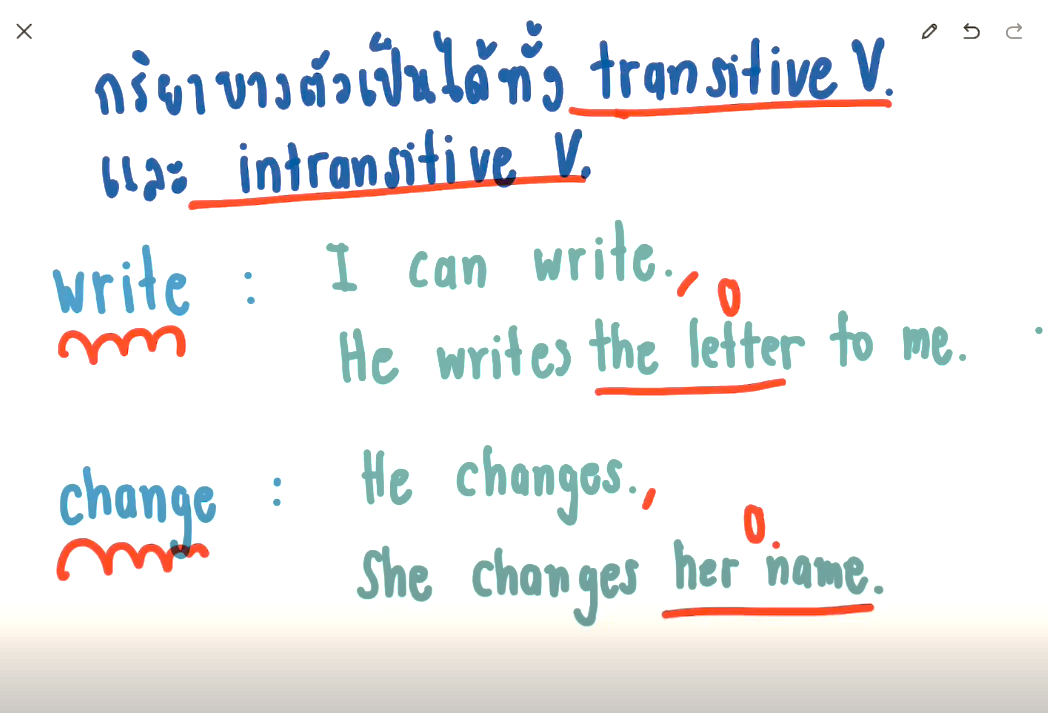 กริยาบางตัวเป็นได้ทั้ง transitive V.
และ intransitive V.
write : I can write.
O
He writes the letter to me.
change : He changes.
O.
She changes her name.